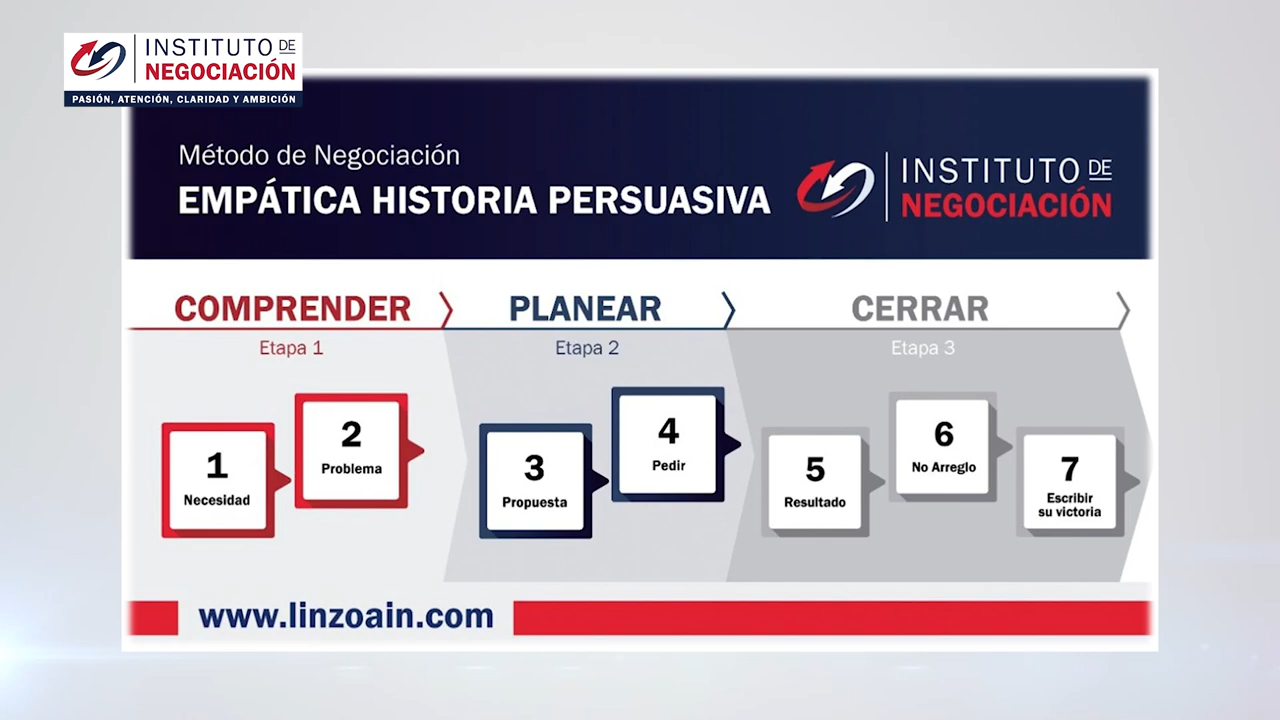 INSTITUTO DE
NEGOCIACIÓN
PASIÓN, ATENCIÓN, CLARIDAD Y AMBICIÓN
Método de Negociación
EMPÁTICA HISTORIA PERSUASIVA
INSTITUTO DE
NEGOCIACIÓN
COMPRENDER
PLANEAR
CERRAR
Etapa 1
Etapa 2
Etapa 3
1
Necesidad
2
Problema
3
Propuesta
4
Pedir
5
Resultado
6
No Arreglo
7
Escribir
su victoria
www.linzoain.com